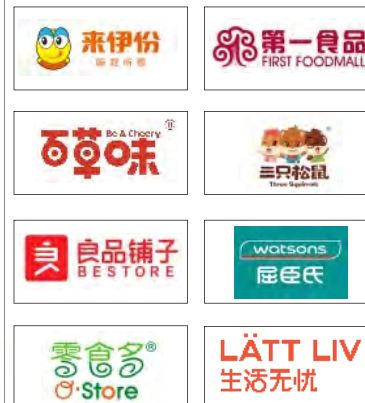 来伊份
第一食品
FIRST FOODMALL
百草味
Be & Cheery
®
三只松鼠
Three Squirrels
良品铺子
BESTORE
watsons
屈臣氏
零食多®
O·Store
LÄTT LIV
生活无忧